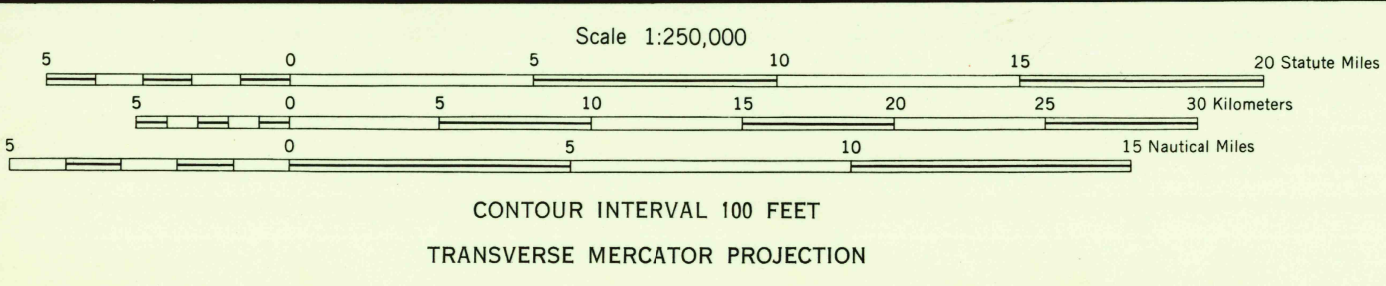 Scale 1:250,000
5 0 5 10 15 20 Statute Miles
5 0 5 10 15 20 25 30 Kilometers
5 0 5 10 15 Nautical Miles
CONTOUR INTERVAL 100 FEET
TRANSVERSE MERCATOR PROJECTION